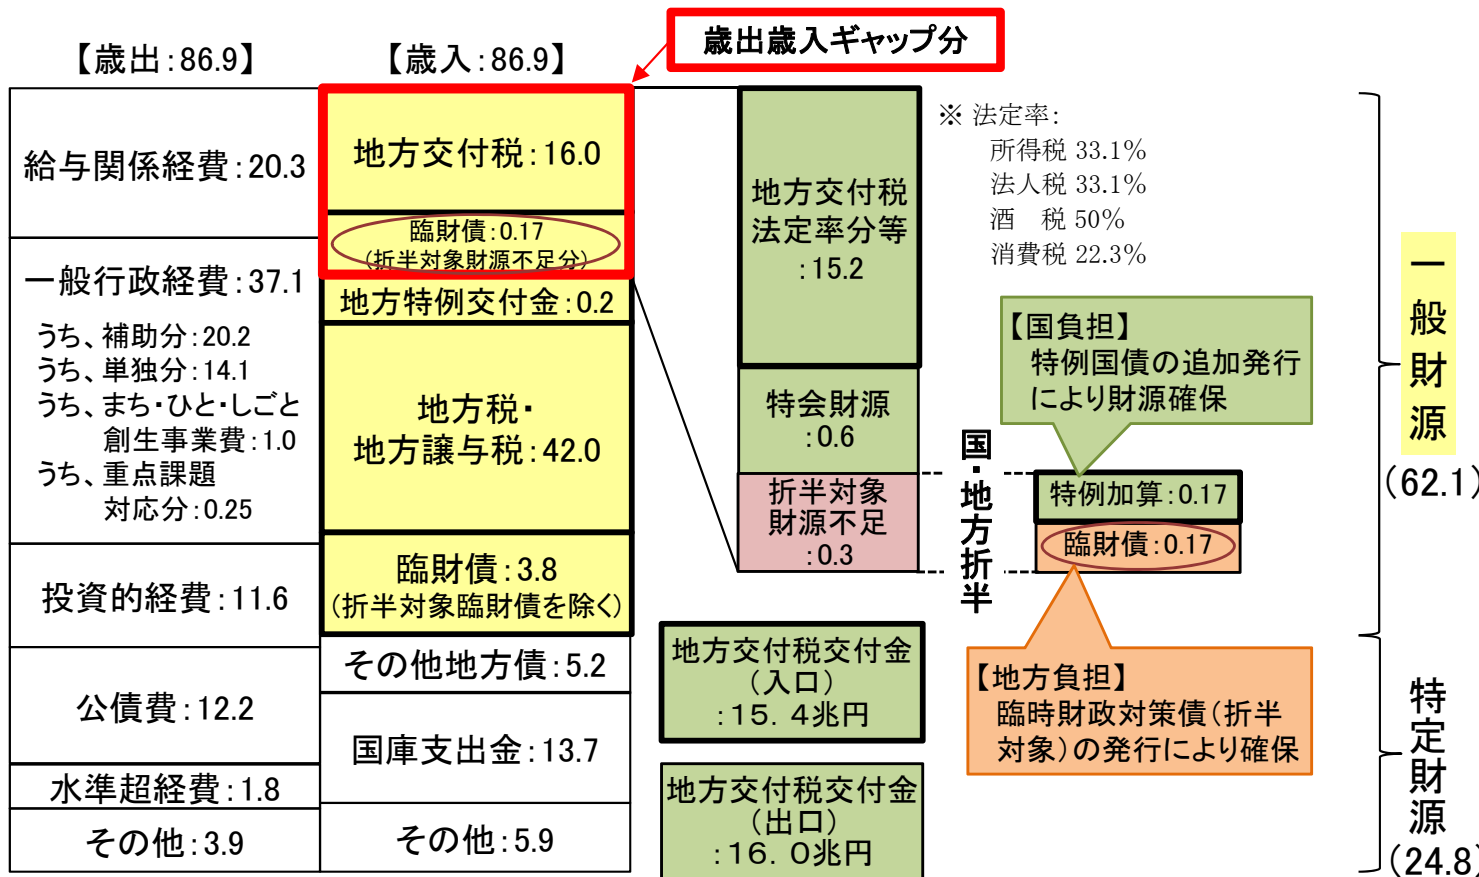 【歳出：86.9】
【歳入：86.9】
歳出歳入ギャップ分
給与関係経費：20.3
一般行政経費：37.1
うち、補助分：20.2
うち、単独分：14.1
うち、まち・ひと・しごと
創生事業費：1.0
うち、重点課題
対応分：0.25
投資的経費：11.6
公債費：12.2
水準超経費：1.8
その他：3.9
地方交付税：16.0
臨財債：0.17
(折半対象財源不足分)
地方特例交付金：0.2
地方税・
地方譲与税：42.0
臨財債：3.8
(折半対象臨財債を除く)
その他地方債：5.2
国庫支出金：13.7
その他：5.9
地方交付税
法定率分等
：15.2
特会財源
：0.6
折半対象
財源不足
：0.3
地方交付税交付金
（入口）
：15．4兆円
地方交付税交付金
（出口）
：16．0兆円
※ 法定率：
所得税 33.1％
法人税 33.1％
酒　税 50％
消費税 22.3％
国・地方折半
【国負担】
特例国債の追加発行
により財源確保
特例加算：0.17
臨財債：0.17
【地方負担】
臨時財政対策債（折半
対象）の発行により確保
一般財源
（62.1）
特定財源
（24.8）